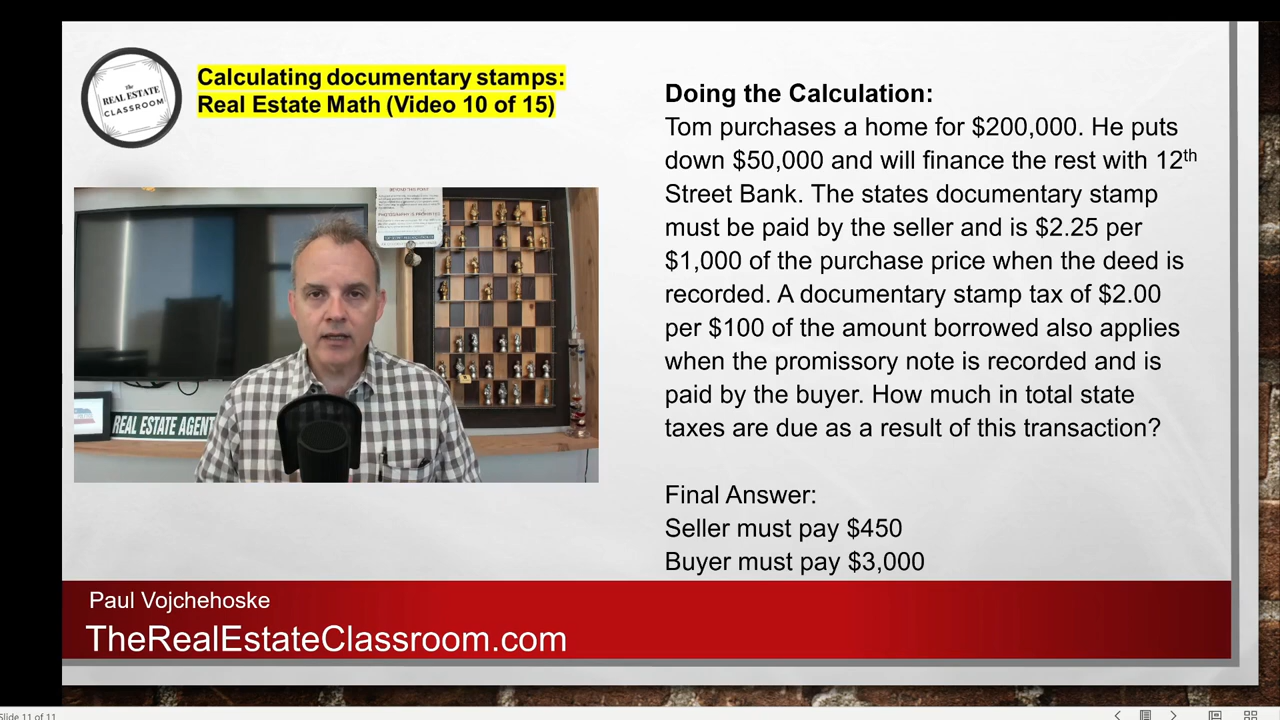 The
REAL ESTATE
CLASSROOM
Calculating documentary stamps:
Real Estate Math (Video 10 of 15)
BEYOND THIS POINT
PHOTOGRAPHY IS PROHIBITED
REAL ESTATE AGENT
Doing the Calculation:
Tom purchases a home for $200,000. He puts
down $50,000 and will finance the rest with 12th
Street Bank. The states documentary stamp
must be paid by the seller and is $2.25 per
$1,000 of the purchase price when the deed is
recorded. A documentary stamp tax of $2.00
per $100 of the amount borrowed also applies
when the promissory note is recorded and is
paid by the buyer. How much in total state
taxes are due as a result of this transaction?
Final Answer:
Seller must pay $450
Buyer must pay $3,000
Paul Vojchehoske
TheRealEstateClassroom.com
Slide 11 of 11